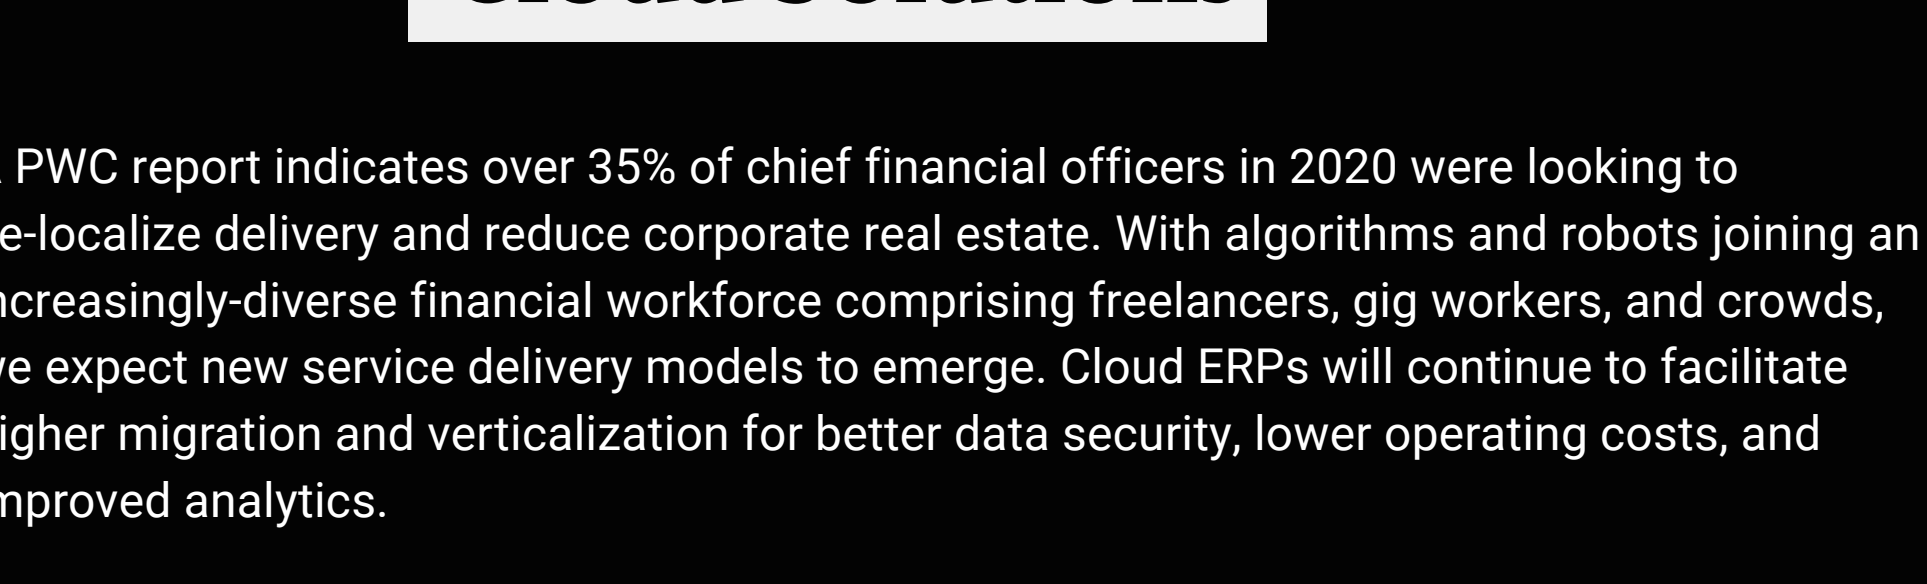 PWC report indicates over 35% of chief financial officers in 2020 were looking to
e-localize delivery and reduce corporate real estate. With algorithms and robots joining an
ncreasingly-diverse financial workforce comprising freelancers, gig workers, and crowds,
we expect new service delivery models to emerge. Cloud ERPs will continue to facilitate
igher migration and verticalization for better data security, lower operating costs, and
mproved analytics.